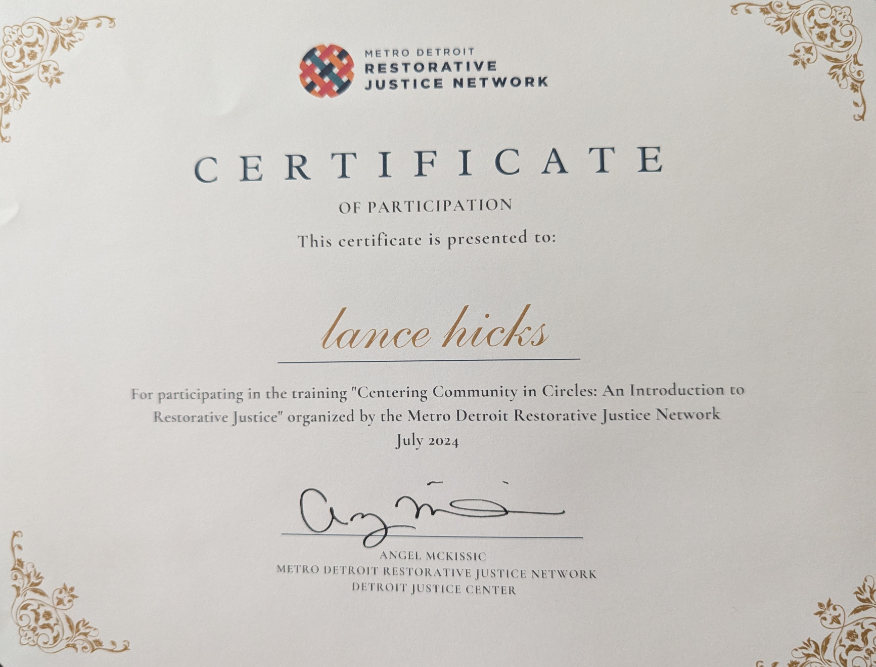 METRO DETROIT
RESTORATIVE
JUSTICE NETWORK
CERTIFICATE
OF PARTICIPATION
This certificate is presented to:
lance hicks
For participating in the training "Centering Community in Circles: An Introduction to
Restorative Justice" organized by the Metro Detroit Restorative Justice Network
July 2024
ANGEL MCKISSIC
METRO DETROIT RESTORATIVE JUSTICE NETWORK
DETROIT JUSTICE CENTER